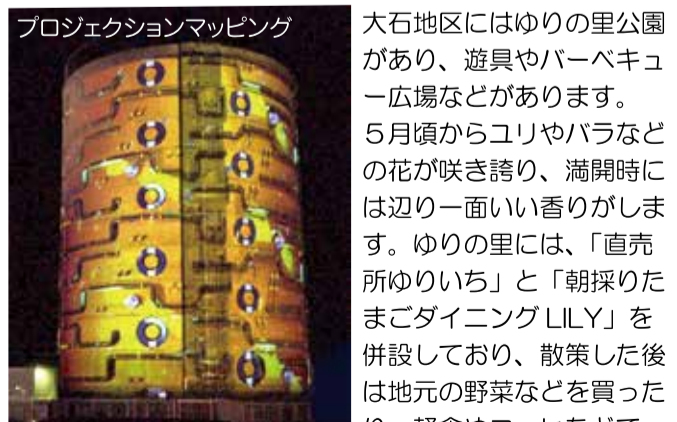 プロジェクションマッピング
大石地区にはゆりの里公園
があり、遊具やバーベキュ
ー広場などがあります。
５月頃からユリやバラなど
の花が咲き誇り、満開時に
は辺り一面いい香りがしま
す。ゆりの里には、「直売
所ゆりいち」と「朝採りた
まごダイニング LILY」を
併設しており、散策した後
は地元の野菜などを買った